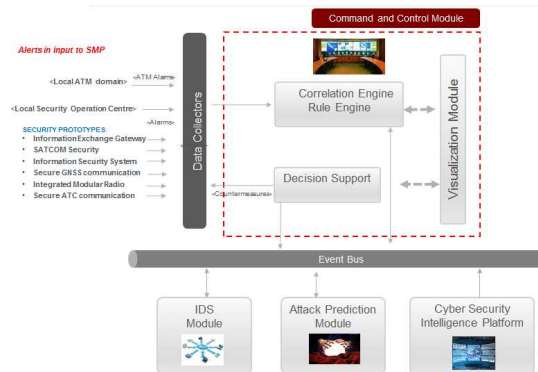 Command and Control Module
Alerts in input to SMP
<ATM Alarms>
<Local ATM domain>
<Local Security Operation Centre>
<Alarms>
SECURITY PROTOTYPES:
Information Exchange Gateway
SATCOM Security
Information Security System
Secure GNSS communication
Integrated Modular Radio
Secure ATC communication
Data Collectors
Correlation Engine
Rule Engine
Visualization Module
Decision Support
<Countermeasures>
Event Bus
IDS
Module
Attack Prediction
Module
Cyber Security
Intelligence Platform